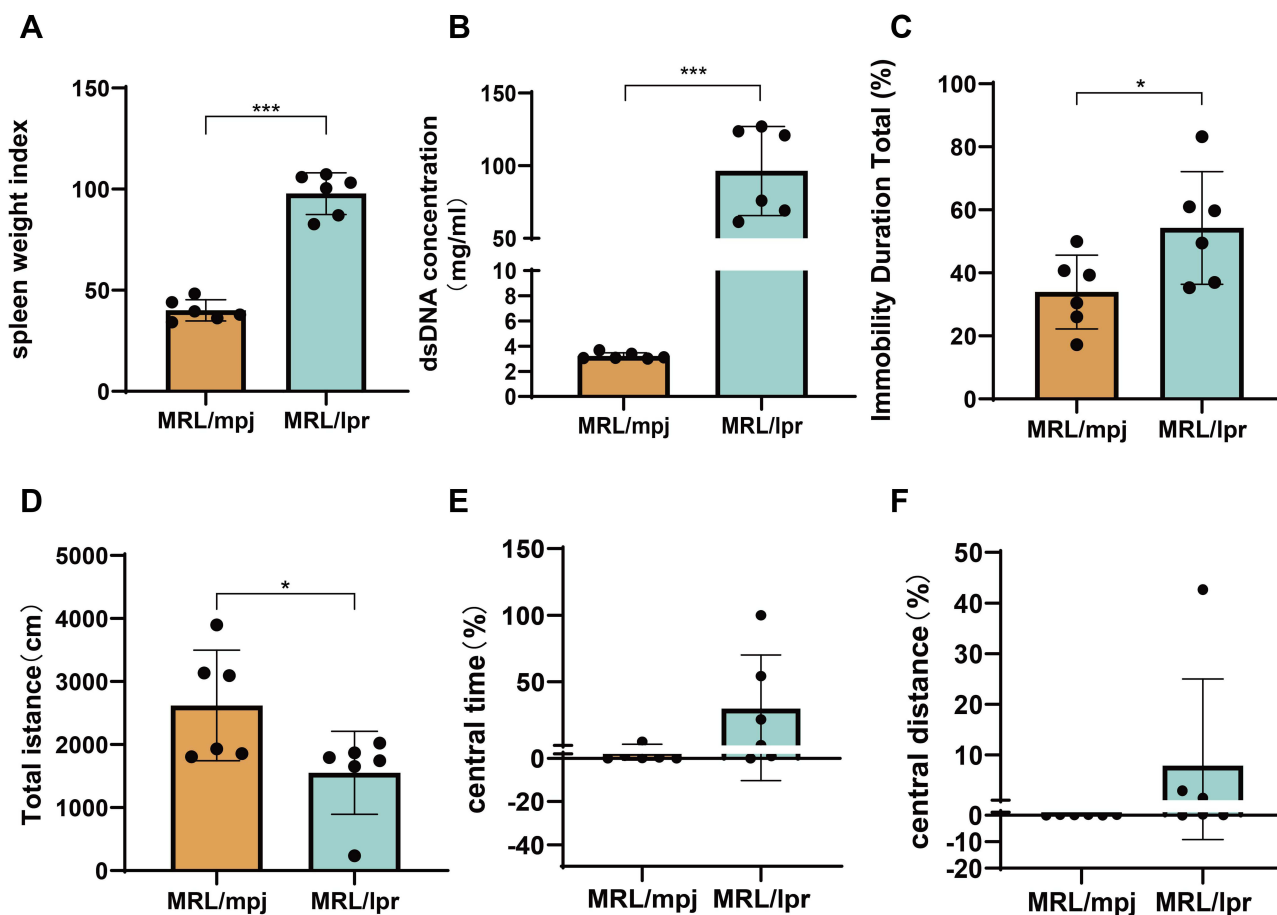 A
spleen weight index
150
100
50
0
***
MRL/mpj
MRL/lpr
B
dsDNA concentration
(mg/ml)
150
100
50
10
8
6
4
2
0
***
MRL/mpj
MRL/lpr
C
Immobility Duration Total (%)
100
80
60
40
20
0
*
MRL/mpj
MRL/lpr
D
Total istance(cm)
5000
4000
3000
2000
1000
0
*
MRL/mpj
MRL/lpr
E
central time(%)
150
100
50
0
-20
-40
MRL/mpj
MRL/lpr
F
central distance(%)
50
40
30
20
10
0
-10
-20
MRL/mpj
MRL/lpr